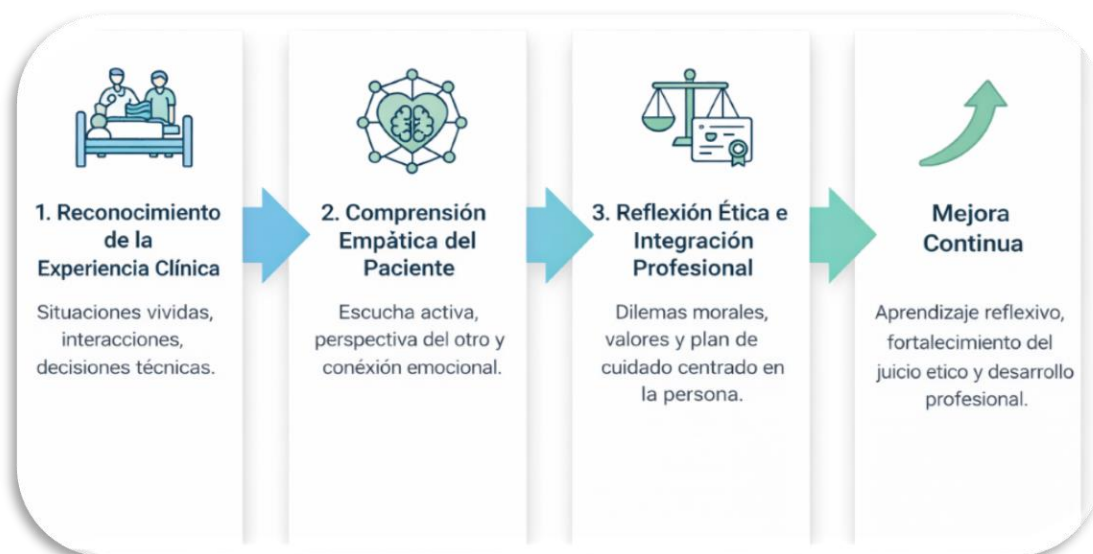 1. Reconocimiento
de la
Experiencia Clínica
Situaciones vividas,
interacciones,
decisiones técnicas.
2. Comprensión
Empática del
Paciente
Escucha activa,
perspectiva del otro y
conéxión emocional.
3. Reflexión Ética e
Integración
Profesional
Dilemas morales,
valores y plan de
cuidado centrado en
la persona.
Mejora
Continua
Aprendizaje reflexivo,
fortalecimiento del
juicio etico y desarrollo
profesional.